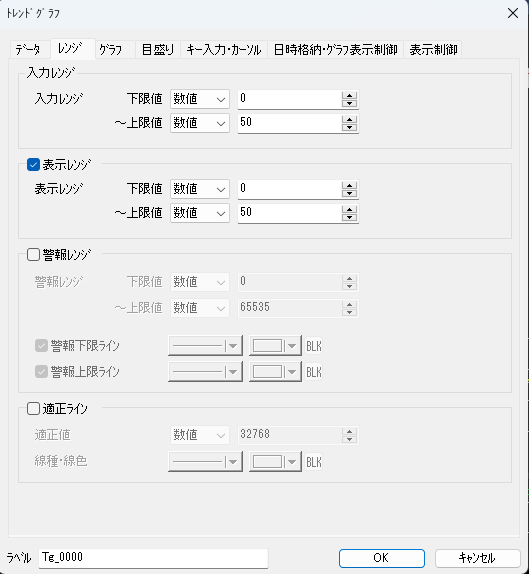 ﾄﾚﾝﾄﾞｸﾞﾗﾌ
データ レンジ グラフ 目盛り キー入力・カーソル 日時格納・グラフ表示制御 表示制御
入力レンジ
入力レンジ 下限値 数値 0
～上限値 数値 50
表示レンジ
表示レンジ 下限値 数値 0
～上限値 数値 50
警報レンジ
警報レンジ 下限値 数値 0
～上限値 数値 65535
警報下限ライン BLK
警報上限ライン BLK
適正ライン
適正値 数値 32768
線種・線色 BLK
ラベル Tg_0000 OK キャンセル